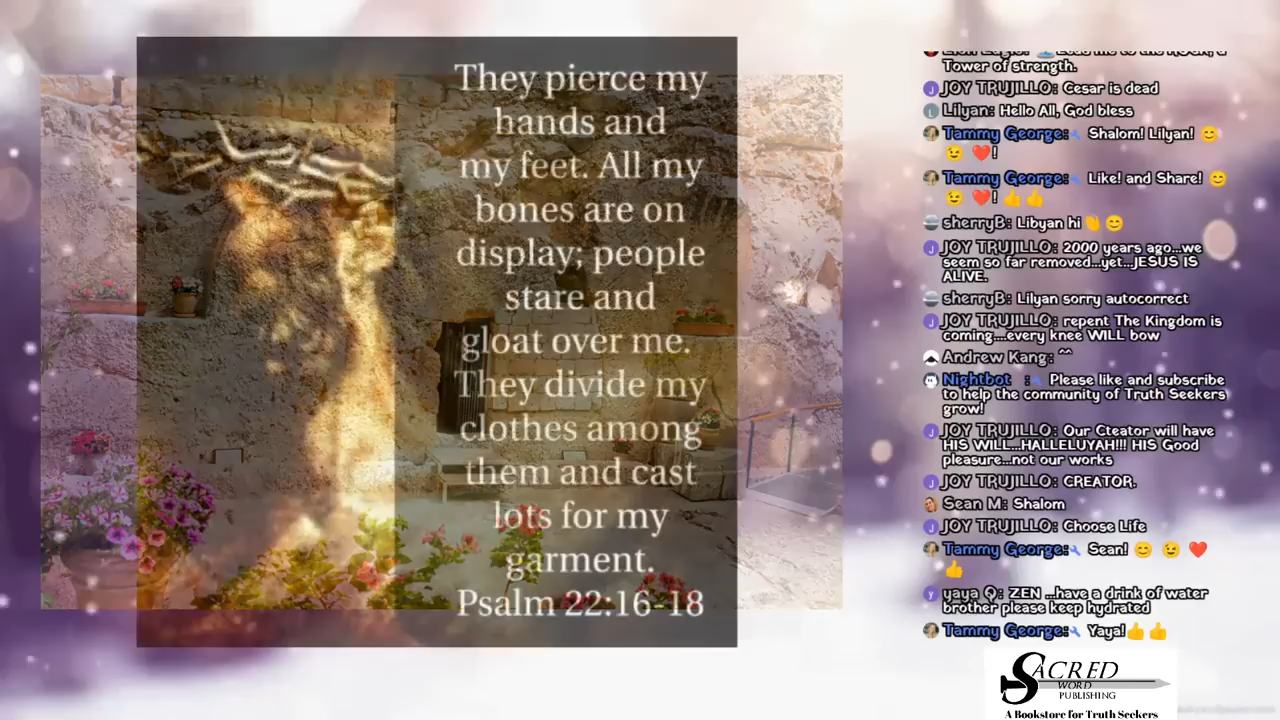 They pierce my
hands and
my feet. All my
bones are on
display; people
stare and
gloat over me.
They divide my
clothes among
them and cast
lots for my
garment.
Psalm 22:16-18
Tower of strength.
JOY TRUJILLO: Cesar is dead
Lilyan: Hello All, God bless
Tammy George: Shalom! Lilyan! 😊
😉 ❤️!
Tammy George: Like! and Share! 😊
😉 ❤️! 👍👍
sherryB: Libyan hi 👋 😊
JOY TRUJILLO: 2000 years ago...we
seem so far removed...yet...JESUS IS
ALIVE.
sherryB: Lilyan sorry autocorrect
JOY TRUJILLO: repent The Kingdom is
coming....every knee WILL bow
Andrew Kang: ^^
Nightbot : Please like and subscribe
to help the community of Truth Seekers
grow!
JOY TRUJILLO: Our Cteator will have
HIS WILL...HALLELUYAH!!! HIS Good
pleasure...not our works
JOY TRUJILLO: CREATOR.
Sean M: Shalom
JOY TRUJILLO: Choose Life
Tammy George: Sean! 😊 😉 ❤️
👍
yaya Q: ZEN ...have a drink of water
brother please keep hydrated
Tammy George: Yaya!👍👍
SACRED
WORD
PUBLISHING
A Bookstore for Truth Seekers